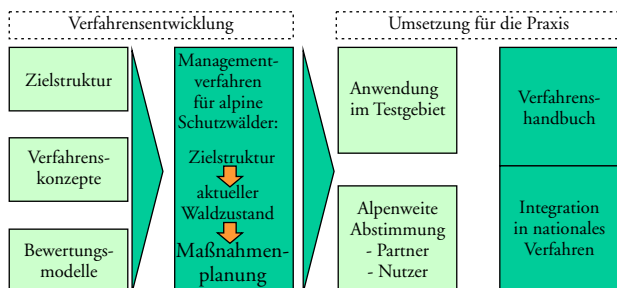 Verfahrensentwicklung
Umsetzung für die Praxis
Zielstruktur
Verfahrens-
konzepte
Bewertungs-
modelle
Management-
verfahren
für alpine
Schutzwälder:
Zielstruktur
aktueller
Waldzustand
Maßnahmen-
planung
Anwendung
im Testgebiet
Alpenweite
Abstimmung
- Partner
- Nutzer
Verfahrens-
handbuch
Integration
in nationales
Verfahren